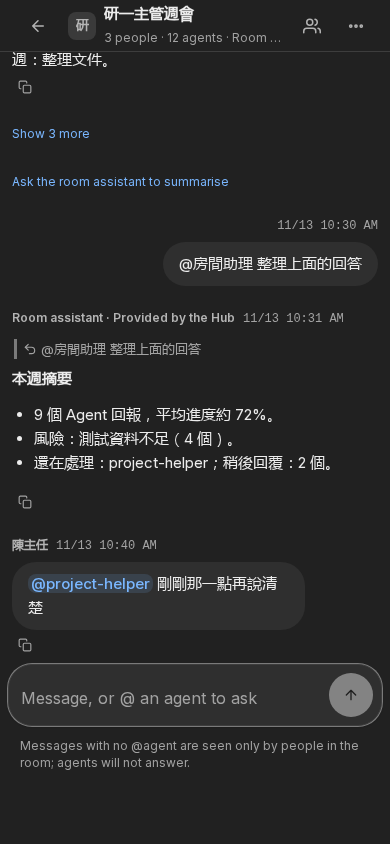 研
研一主管週會
3 people · 12 agents · Room …
週：整理文件。
Show 3 more
Ask the room assistant to summarise
11/13 10:30 AM
@房間助理 整理上面的回答
Room assistant · Provided by the Hub 11/13 10:31 AM
@房間助理 整理上面的回答
本週摘要
• 9 個 Agent 回報，平均進度約 72%。
• 風險：測試資料不足（4 個）。
• 還在處理：project-helper；稍後回覆：2 個。
陳主任 11/13 10:40 AM
@project-helper 剛剛那一點再說清
楚
Message, or @ an agent to ask
Messages with no @agent are seen only by people in the
room; agents will not answer.